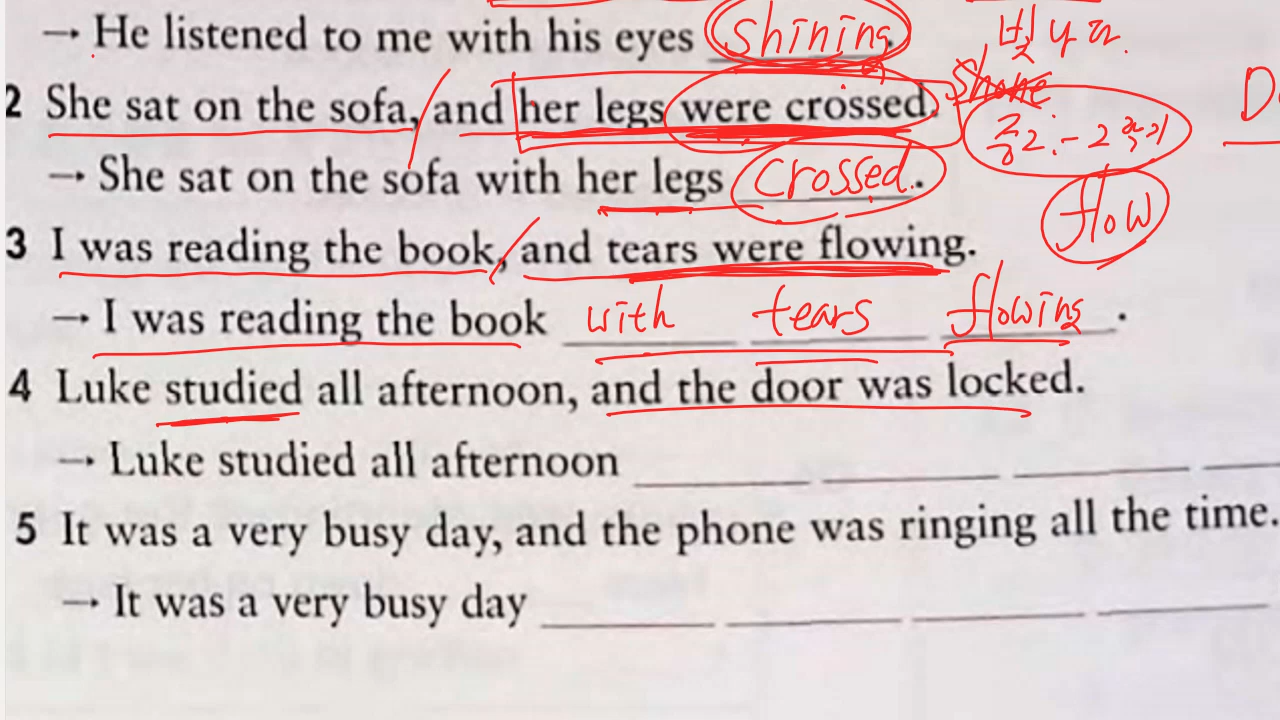 → He listened to me with his eyes shining. 빛나다.
2 She sat on the sofa, and her legs were crossed. shone
→ She sat on the sofa with her legs crossed.
flow
3 I was reading the book, and tears were flowing.
→ I was reading the book with tears flowing.
4 Luke studied all afternoon, and the door was locked.
→ Luke studied all afternoon
5 It was a very busy day, and the phone was ringing all the time.
→ It was a very busy day